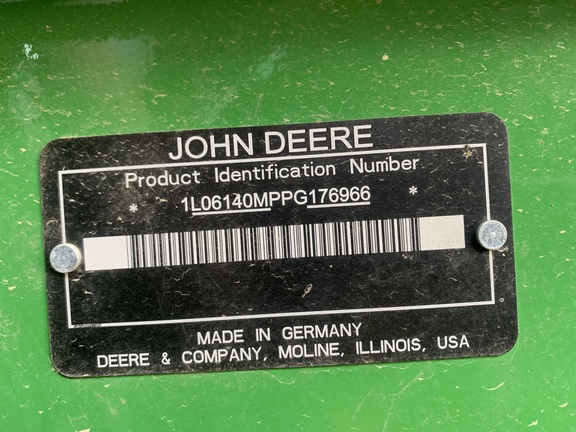 JOHN DEERE
Product Identification Number
* 1L06140MPPG176966 *
MADE IN GERMANY
DEERE & COMPANY, MOLINE, ILLINOIS, USA